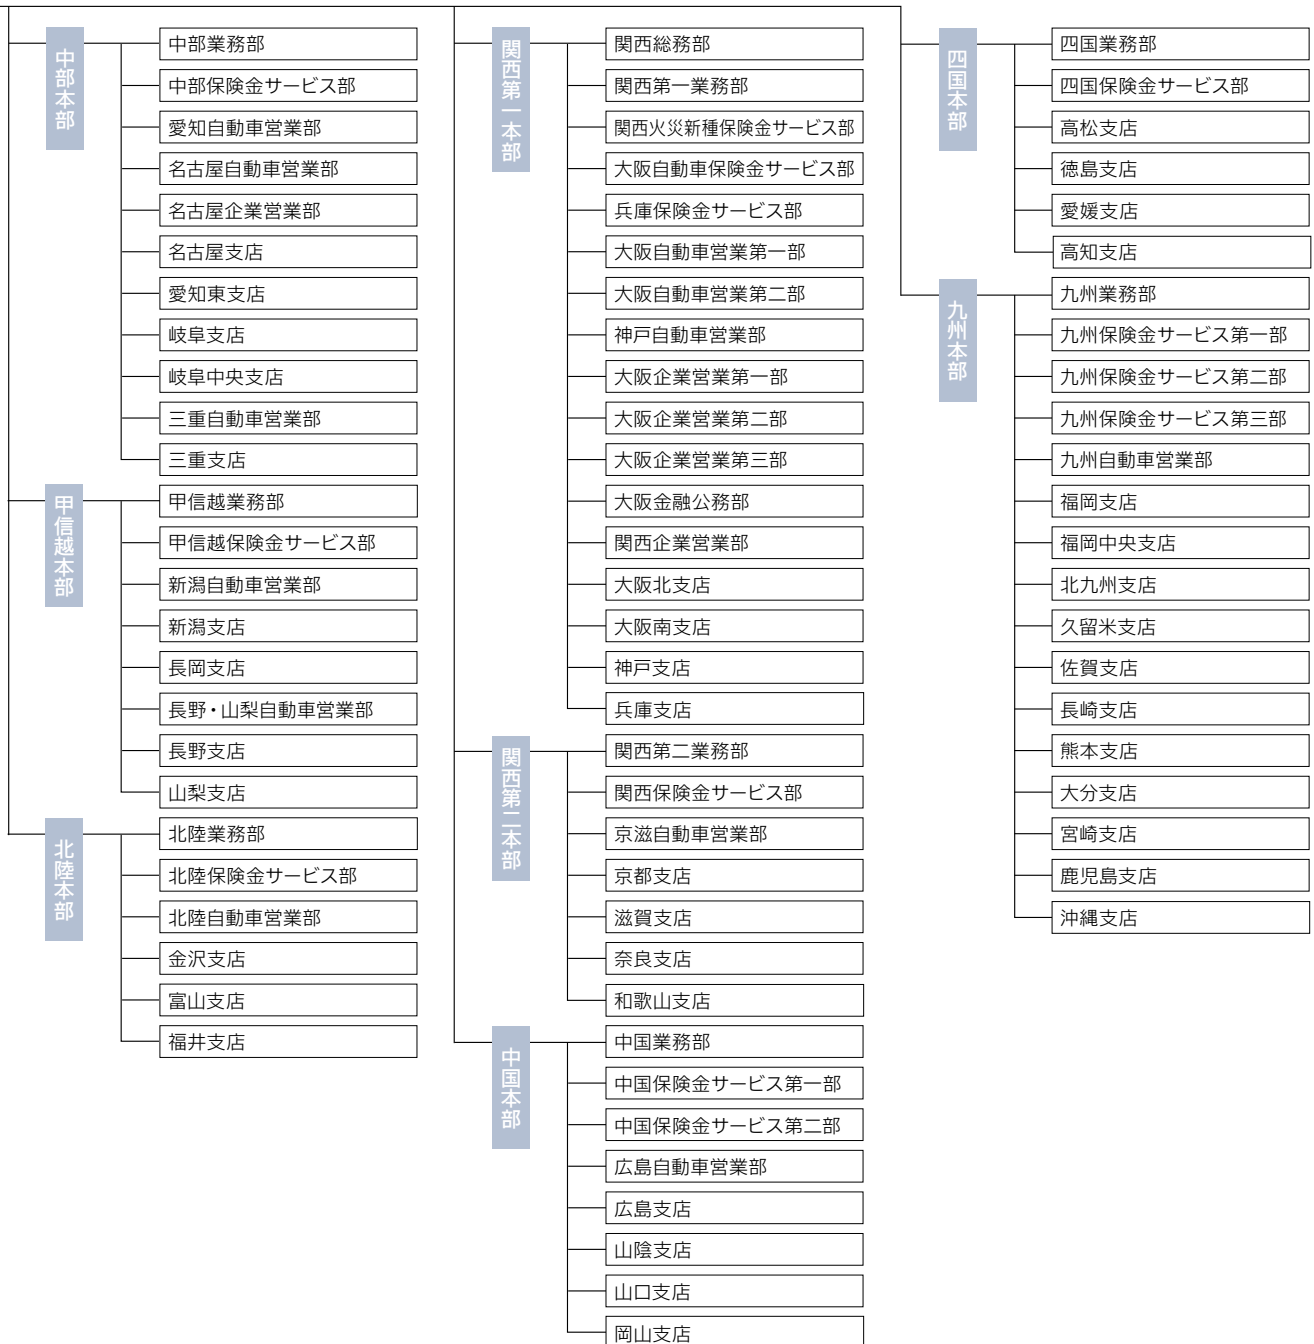 中部本部
中部業務部
中部保険金サービス部
愛知自動車営業部
名古屋自動車営業部
名古屋企業営業部
名古屋支店
愛知東支店
岐阜支店
岐阜中央支店
三重自動車営業部
三重支店
甲信越本部
甲信越業務部
甲信越保険金サービス部
新潟自動車営業部
新潟支店
長岡支店
長野・山梨自動車営業部
長野支店
山梨支店
北陸本部
北陸業務部
北陸保険金サービス部
北陸自動車営業部
金沢支店
富山支店
福井支店
関西第一本部
関西総務部
関西第一業務部
関西火災新種保険金サービス部
大阪自動車保険金サービス部
兵庫保険金サービス部
大阪自動車営業第一部
大阪自動車営業第二部
神戸自動車営業部
大阪企業営業第一部
大阪企業営業第二部
大阪企業営業第三部
大阪金融公務部
関西企業営業部
大阪北支店
大阪南支店
神戸支店
兵庫支店
関西第二本部
関西第二業務部
関西保険金サービス部
京滋自動車営業部
京都支店
滋賀支店
奈良支店
和歌山支店
中国本部
中国業務部
中国保険金サービス第一部
中国保険金サービス第二部
広島自動車営業部
広島支店
山陰支店
山口支店
岡山支店
四国本部
四国業務部
四国保険金サービス部
高松支店
徳島支店
愛媛支店
高知支店
九州本部
九州業務部
九州保険金サービス第一部
九州保険金サービス第二部
九州保険金サービス第三部
九州自動車営業部
福岡支店
福岡中央支店
北九州支店
久留米支店
佐賀支店
長崎支店
熊本支店
大分支店
宮崎支店
鹿児島支店
沖縄支店